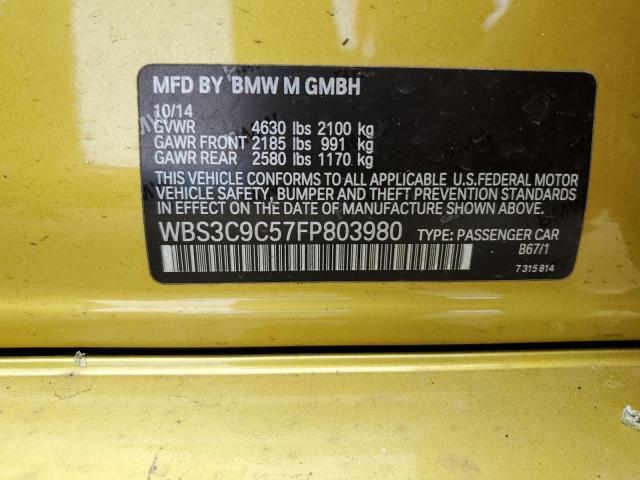 MFD BY BMW M GMBH
10/14
GVWR 4630 lbs 2100 kg
GAWR FRONT 2185 lbs 991 kg
GAWR REAR 2580 lbs 1170 kg
THIS VEHICLE CONFORMS TO ALL APPLICABLE U.S.FEDERAL MOTOR
VEHICLE SAFETY, BUMPER AND THEFT PREVENTION STANDARDS
IN EFFECT ON THE DATE OF MANUFACTURE SHOWN ABOVE.
WBS3C9C57FP803980 TYPE: PASSENGER CAR
B67/1
7 315 814